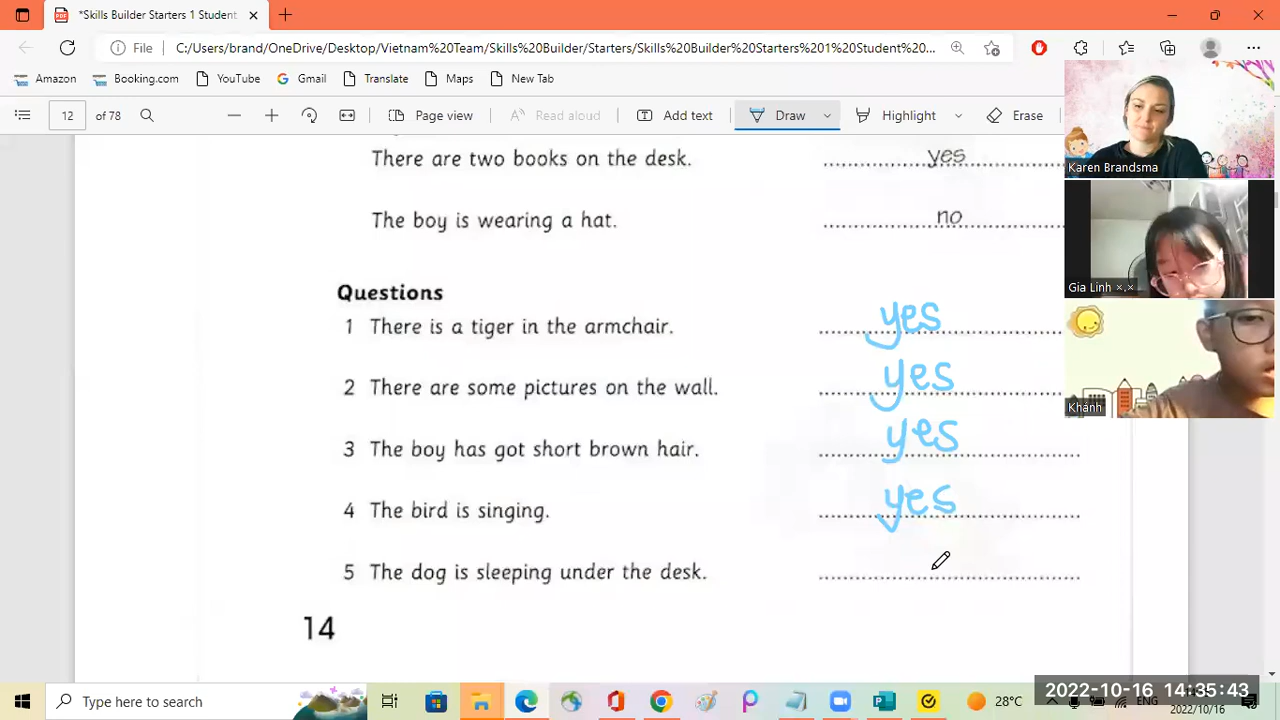 *Skills Builder Starters 1 Student
File C:/Users/brand/OneDrive/Desktop/Vietnam%20Team/Skills%20Builder/Starters/Skills%20Builder%20Starters%201%20Student%20...
Amazon Booking.com YouTube Gmail Translate Maps New Tab
12 of 78 Page view Read aloud Add text Draw Highlight Erase
There are two books on the desk. yes
The boy is wearing a hat. no
Questions
1 There is a tiger in the armchair. yes
2 There are some pictures on the wall. yes
3 The boy has got short brown hair. yes
4 The bird is singing. yes
5 The dog is sleeping under the desk.
14
Karen Brandsma
Gia Linh ×.×
Khánh
Type here to search
28°C ENG
2022-10-16 14:35:43
2022/10/16